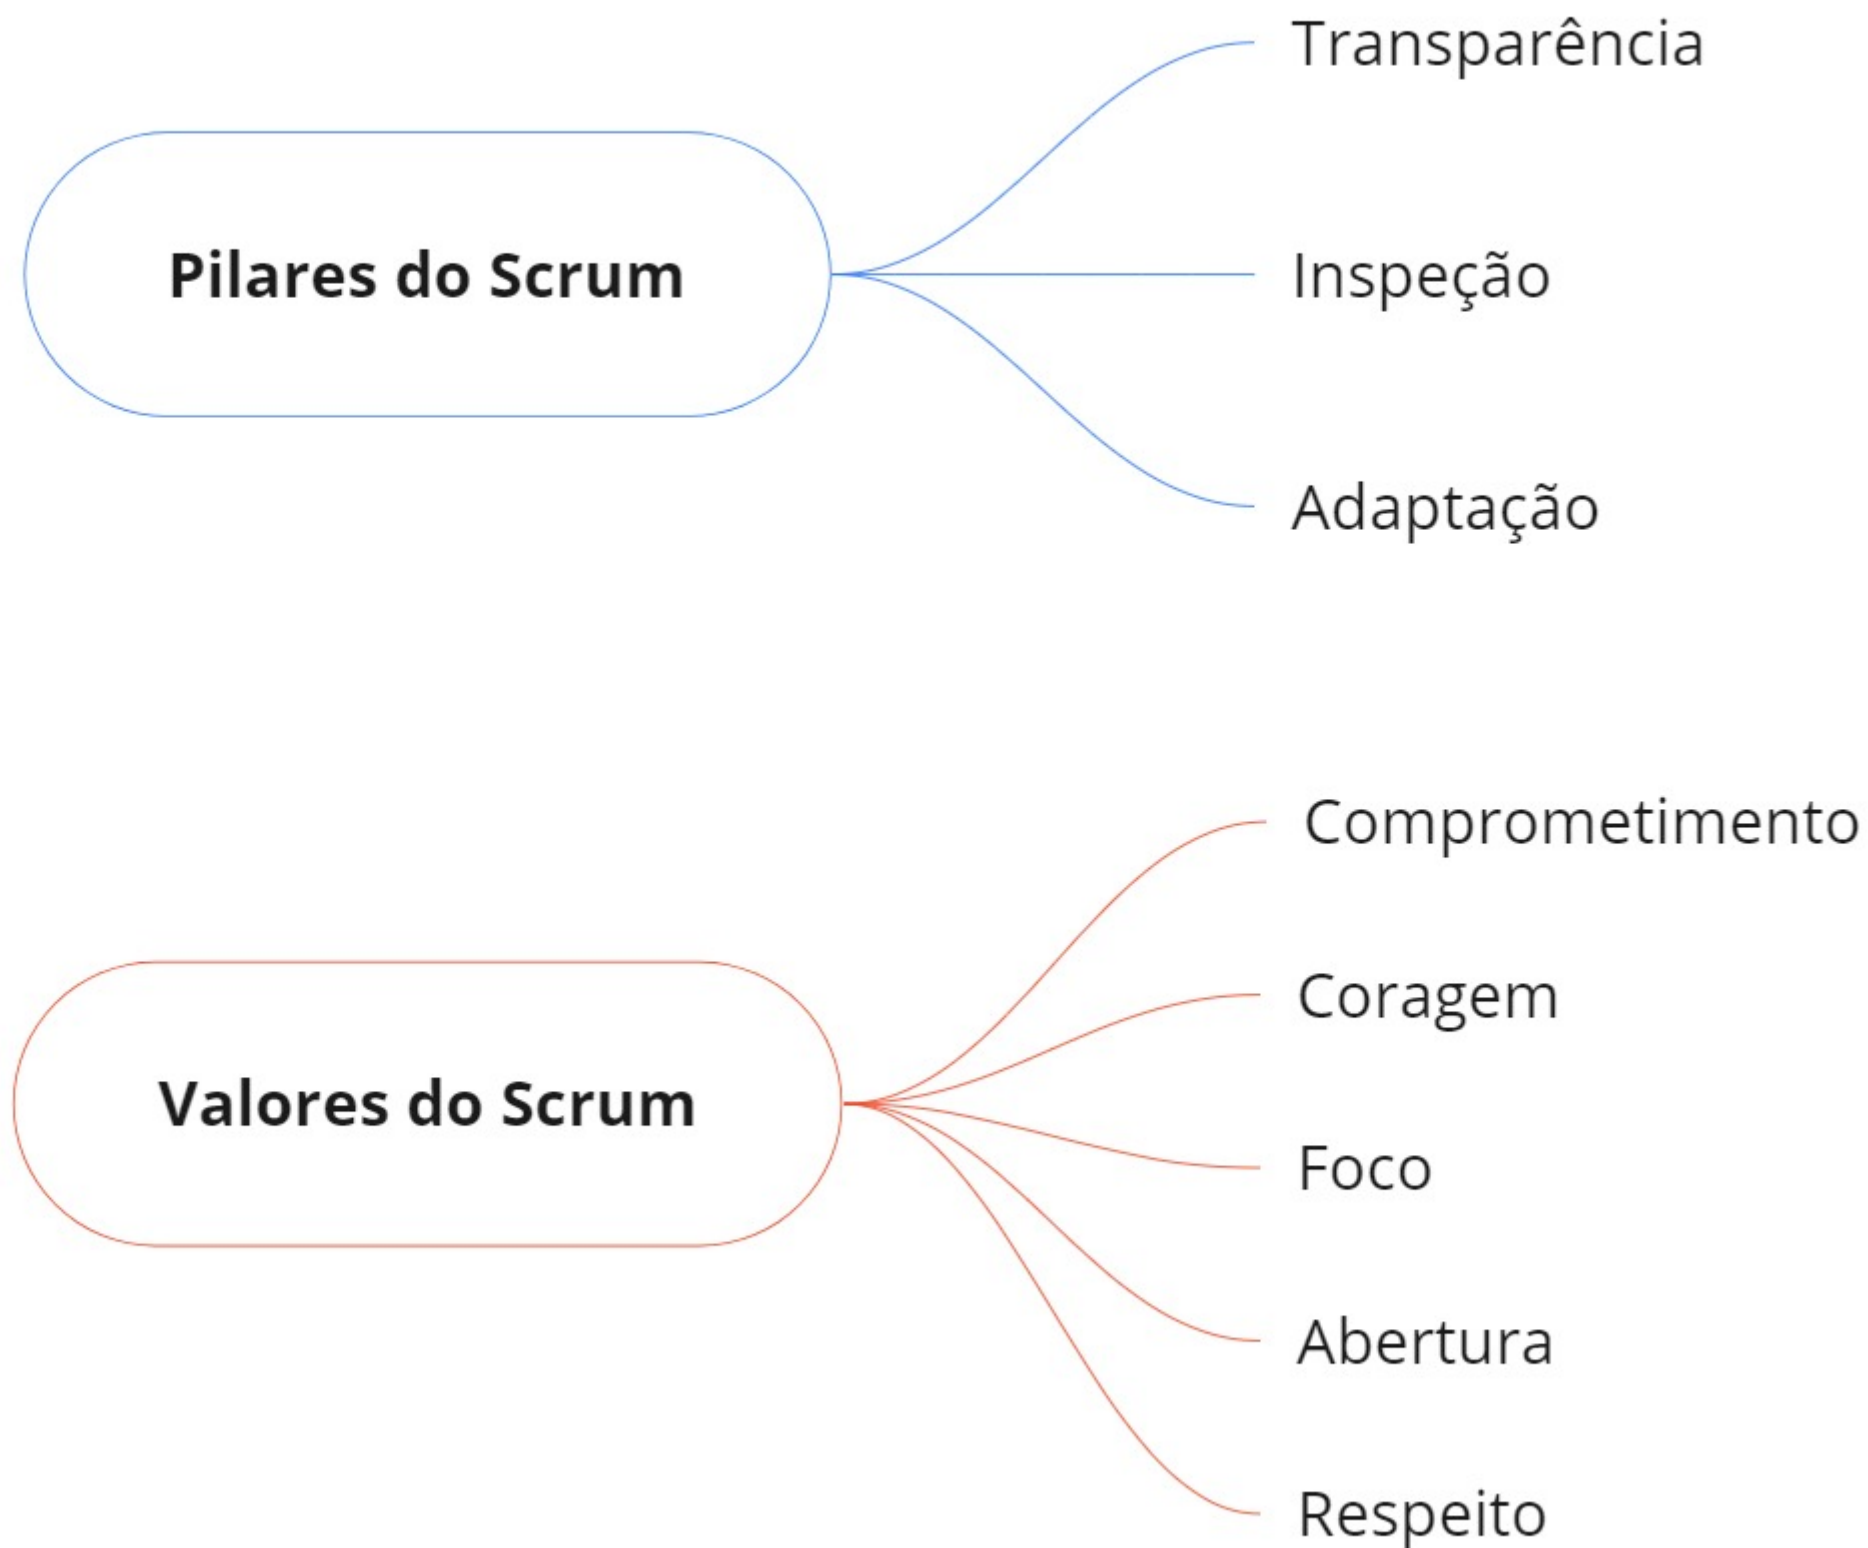 Pilares do Scrum
Transparência
Inspeção
Adaptação
Valores do Scrum
Comprometimento
Coragem
Foco
Abertura
Respeito